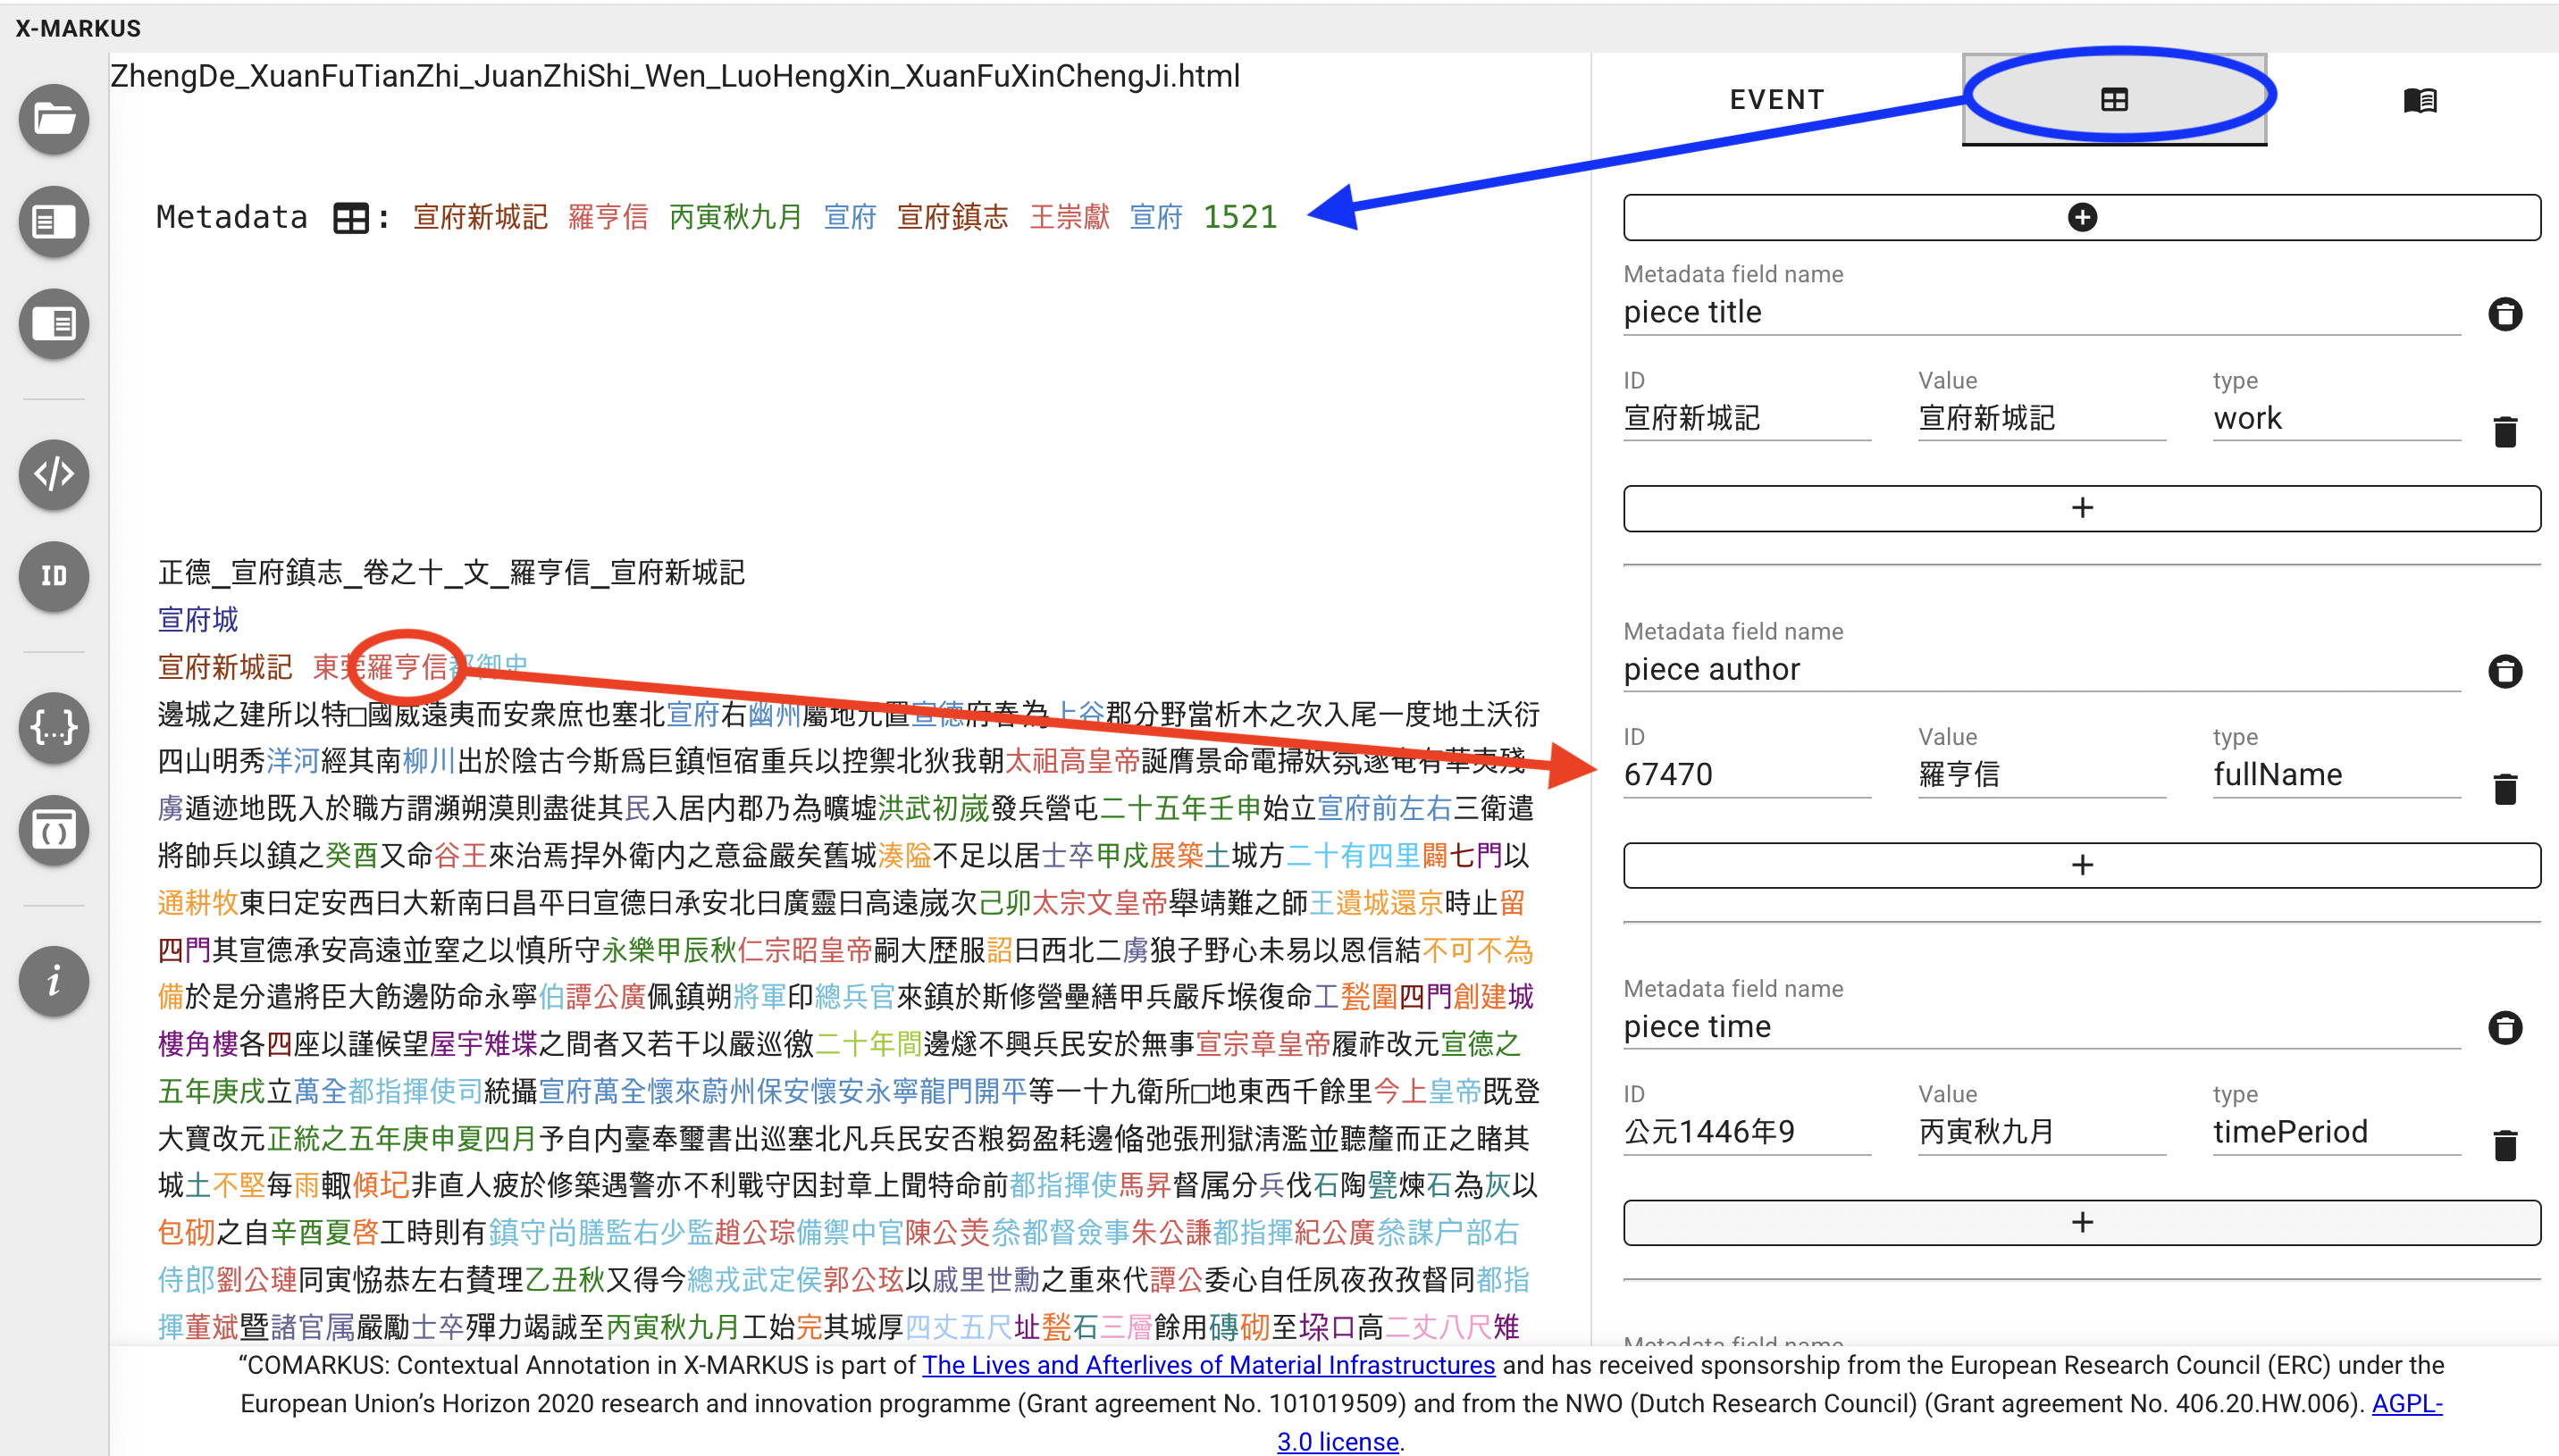 X-MARKUS
ZhengDe_XuanFuTianZhi_JuanZhiShi_Wen_LuoHengXin_XuanFuXinChengJi.html
Metadata : 宣府新城記 羅亨信 丙寅秋九月 宣府 宣府鎮志 王崇獻 宣府 1521
正德_宣府鎮志_卷之十_文_羅亨信_宣府新城記
宣府城
宣府新城記 東莞羅亨信都御史
邊城之建所以特□國威遠夷而安衆庶也塞北宣府右幽州屬地元置宣德府春為上谷郡分野當析木之次入尾一度地土沃衍
四山明秀洋河經其南柳川出於陰古今斯爲巨鎮恒宿重兵以控禦北狄我朝太祖高皇帝誕膺景命電掃妖氛逐奄有華夷殘
虜遁迹地既入於職方謂瀕朔漠則盡徙其民入居内郡乃為曠墟洪武初嵗發兵營屯二十五年壬申始立宣府前左右三衛遣
將帥兵以鎮之癸酉又命谷王來治焉捍外衛内之意益嚴矣舊城湊隘不足以居士卒甲戍展築土城方二十有四里闢七門以
通耕牧東日定安西日大新南日昌平日宣德日承安北日廣靈日高遠嵗次己卯太宗文皇帝舉靖難之師王遺城還京時止留
四門其宣德承安高遠並窒之以慎所守永樂甲辰秋仁宗昭皇帝嗣大歷服詔日西北二虜狼子野心未易以恩信結不可不為
備於是分遣將臣大飭邊防命永寧伯譚公廣佩鎮朔將軍印總兵官來鎮於斯修營壘繕甲兵嚴斥堠復命工甃圍四門創建城
樓角樓各四座以謹候望屋宇雉堞之間者又若干以嚴巡徼二十年間邊燧不興兵民安於無事宣宗章皇帝履祚改元宣德之
五年庚戌立萬全都指揮使司統攝宣府萬全懷來蔚州保安懷安永寧龍門開平等一十九衛所□地東西千餘里今上皇帝既登
大寶改元正統之五年庚申夏四月予自内臺奉璽書出巡塞北凡兵民安否粮芻盈耗邊偹弛張刑獄淸濫並聽釐而正之睹其
城土不堅每雨輙傾圮非直人疲於修築遇警亦不利戰守因封章上聞特命前都指揮使馬昇督属分兵伐石陶甓煉石為灰以
包砌之自辛酉夏啓工時則有鎮守尚膳監右少監趙公琮備禦中官陳公㷊叅都督僉事朱公謙都指揮紀公廣叅謀户部右
侍郎劉公璉同寅恊恭左右賛理乙丑秋又得今總戎武定侯郭公玹以戚里世勳之重來代譚公委心自任夙夜孜孜督同都指
揮董斌曁諸官属嚴勵士卒殫力竭誠至丙寅秋九月工始完其城厚四丈五尺址甃石三層餘用磚砌至垜口高二丈八尺雉
EVENT
Metadata field name
piece title
ID Value type
宣府新城記 宣府新城記 work
+
Metadata field name
piece author
ID Value type
67470 羅亨信 fullName
+
Metadata field name
piece time
ID Value type
公元1446年9 丙寅秋九月 timePeriod
+
Metadata field name
</>
ID
{...}
()
i
“COMARKUS: Contextual Annotation in X-MARKUS is part of The Lives and Afterlives of Material Infrastructures and has received sponsorship from the European Research Council (ERC) under the
European Union’s Horizon 2020 research and innovation programme (Grant agreement No. 101019509) and from the NWO (Dutch Research Council) (Grant agreement No. 406.20.HW.006). AGPL-
3.0 license.